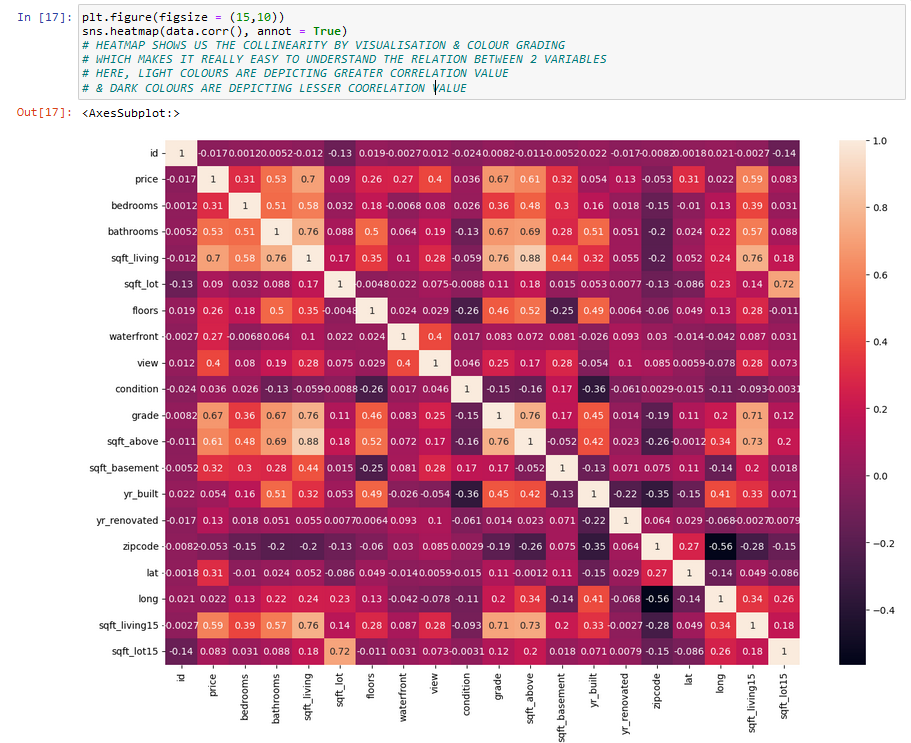 In [17]: plt.figure(figsize = (15,10))
sns.heatmap(data.corr(), annot = True)
# HEATMAP SHOWS US THE COLLINEARITY BY VISUALISATION & COLOUR GRADING
# WHICH MAKES IT REALLY EASY TO UNDERSTAND THE RELATION BETWEEN 2 VARIABLES
# HERE, LIGHT COLOURS ARE DEPICTING GREATER CORRELATION VALUE
# & DARK COLOURS ARE DEPICTING LESSER COORELATION VALUE
Out[17]: <AxesSubplot:>
id 1 -0.017 0.0012 0.0052 -0.012 -0.13 0.019 -0.0027 0.012 -0.024 0.0082 -0.011 -0.0052 0.022 -0.017 -0.0082 0.0018 0.021 -0.0027 -0.14
price -0.017 1 0.31 0.53 0.7 0.09 0.26 0.27 0.4 0.036 0.67 0.61 0.32 0.054 0.13 -0.053 0.31 0.022 0.59 0.083
bedrooms 0.0012 0.31 1 0.51 0.58 0.032 0.18 -0.0068 0.08 0.026 0.36 0.48 0.3 0.16 0.018 -0.15 -0.01 0.13 0.39 0.031
bathrooms 0.0052 0.53 0.51 1 0.76 0.088 0.5 0.064 0.19 -0.13 0.67 0.69 0.28 0.51 0.051 -0.2 0.024 0.22 0.57 0.088
sqft_living -0.012 0.7 0.58 0.76 1 0.17 0.35 0.1 0.28 -0.059 0.76 0.88 0.44 0.32 0.055 -0.2 0.052 0.24 0.76 0.18
sqft_lot -0.13 0.09 0.032 0.088 0.17 1 -0.0048 0.022 0.075 -0.0088 0.11 0.18 0.015 0.053 0.0077 -0.13 -0.086 0.23 0.14 0.72
floors 0.019 0.26 0.18 0.5 0.35 -0.0048 1 0.024 0.029 -0.26 0.46 0.52 -0.25 0.49 0.0064 -0.06 0.049 0.13 0.28 -0.011
waterfront -0.0027 0.27 -0.0068 0.064 0.1 0.022 0.024 1 0.4 0.017 0.083 0.072 0.081 -0.026 0.093 0.03 -0.014 -0.042 0.087 0.031
view 0.012 0.4 0.08 0.19 0.28 0.075 0.029 0.4 1 0.046 0.25 0.17 0.28 -0.054 0.1 0.085 0.0059 -0.078 0.28 0.073
condition -0.024 0.036 0.026 -0.13 -0.059 -0.0088 -0.26 0.017 0.046 1 -0.15 -0.16 0.17 -0.36 -0.061 0.0029 -0.015 -0.11 -0.093 -0.0031
grade 0.0082 0.67 0.36 0.67 0.76 0.11 0.46 0.083 0.25 -0.15 1 0.76 0.17 0.45 0.014 -0.19 0.11 0.2 0.71 0.12
sqft_above -0.011 0.61 0.48 0.69 0.88 0.18 0.52 0.072 0.17 -0.16 0.76 1 -0.052 0.42 0.023 -0.26 -0.0012 0.34 0.73 0.2
sqft_basement -0.0052 0.32 0.3 0.28 0.44 0.015 -0.25 0.081 0.28 0.17 0.17 -0.052 1 -0.13 0.071 0.075 0.11 -0.14 0.2 0.018
yr_built 0.022 0.054 0.16 0.51 0.32 0.053 0.49 -0.026 -0.054 -0.36 0.45 0.42 -0.13 1 -0.22 -0.35 -0.15 0.41 0.33 0.071
yr_renovated -0.017 0.13 0.018 0.051 0.055 0.0077 0.0064 0.093 0.1 -0.061 0.014 0.023 0.071 -0.22 1 0.064 0.029 -0.068 -0.0027 0.0079
zipcode -0.0082 -0.053 -0.15 -0.2 -0.2 -0.13 -0.06 0.03 0.085 0.0029 -0.19 -0.26 0.075 -0.35 0.064 1 0.27 -0.56 -0.28 -0.15
lat -0.0018 0.31 -0.01 0.024 0.052 -0.086 0.049 -0.014 0.0059 -0.015 0.11 -0.0012 0.11 -0.15 0.029 0.27 1 -0.14 0.049 -0.086
long 0.021 0.022 0.13 0.22 0.24 0.23 0.13 -0.042 -0.078 -0.11 0.2 0.34 -0.14 0.41 -0.068 -0.56 -0.14 1 0.34 0.26
sqft_living15 -0.0027 0.59 0.39 0.57 0.76 0.14 0.28 0.087 0.28 -0.093 0.71 0.73 0.2 0.33 -0.0027 -0.28 0.049 0.34 1 0.18
sqft_lot15 -0.14 0.083 0.031 0.088 0.18 0.72 -0.011 0.031 0.073 -0.0031 0.12 0.2 0.018 0.071 0.0079 -0.15 -0.086 0.26 0.18 1
id price bedrooms bathrooms sqft_living sqft_lot floors waterfront view condition grade sqft_above sqft_basement yr_built yr_renovated zipcode lat long sqft_living15 sqft_lot15
1.0
0.8
0.6
0.4
0.2
0.0
−0.2
−0.4